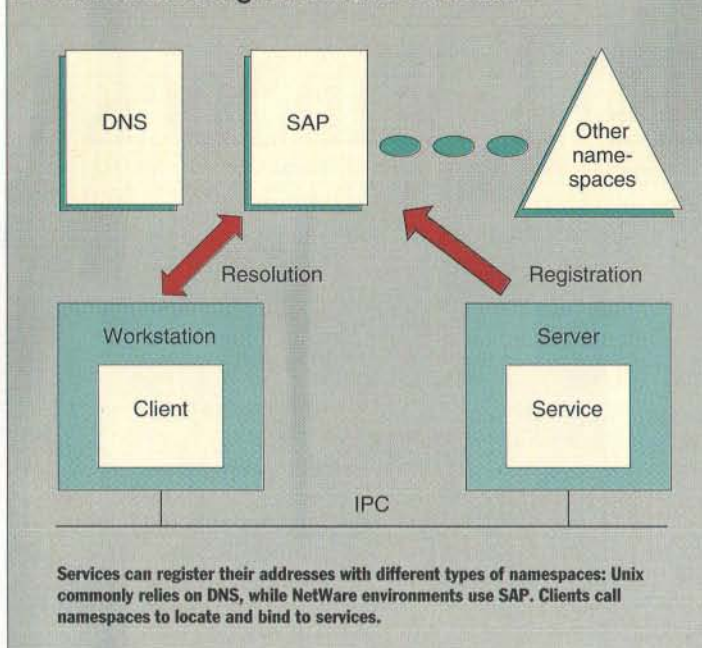 DNS
SAP
Other
name-
spaces
Resolution
Registration
Workstation
Server
Client
Service
IPC
Services can register their addresses with different types of namespaces: Unix
commonly relies on DNS, while NetWare environments use SAP. Clients call
namespaces to locate and bind to services.